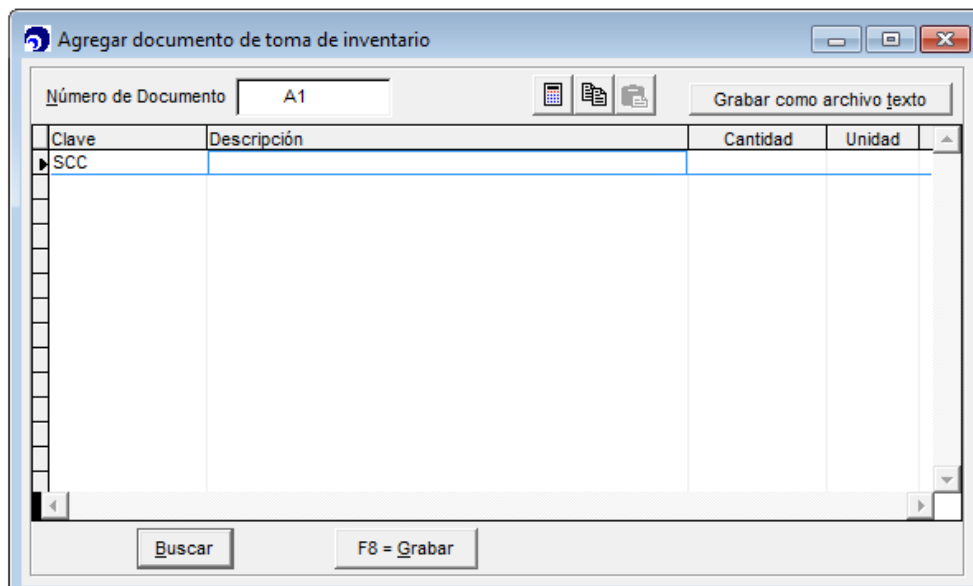 Agregar documento de toma de inventario
Número de Documento A1 Grabar como archivo texto
Clave Descripción Cantidad Unidad
SCC
Buscar F8 = Grabar